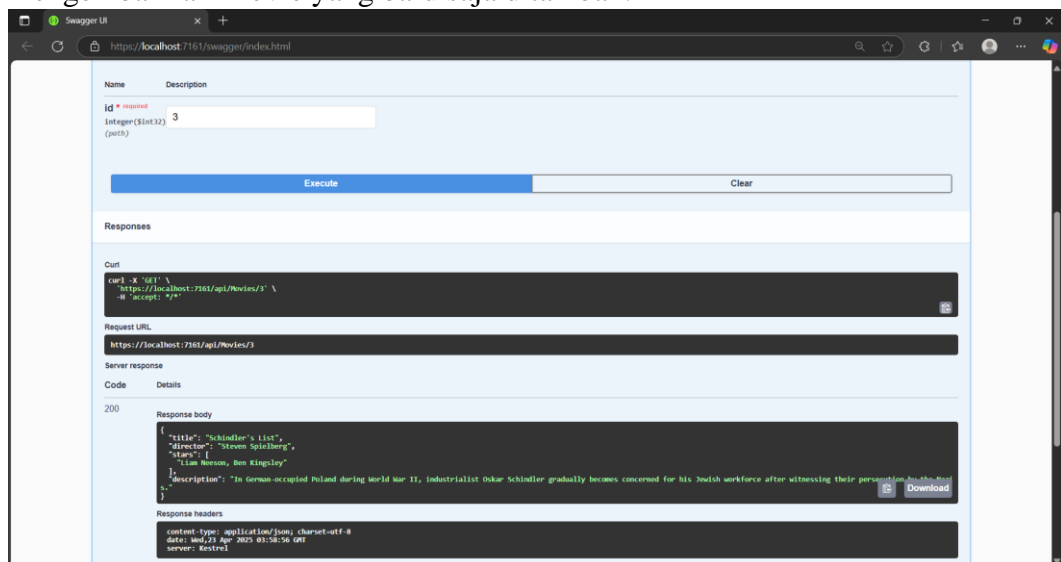 Swagger UI
https://localhost:7161/swagger/index.html
Name Description
id * required
integer($int32)
(path)
3
Execute Clear
Responses
Curl
curl -X 'GET' \
'https://localhost:7161/api/Movies/3' \
-H 'accept: */*'
Request URL
https://localhost:7161/api/Movies/3
Server response
Code Details
200
Response body
{
"title": "Schindler's List",
"director": "Steven Spielberg",
"stars": [
"Liam Neeson, Ben Kingsley"
],
"description": "In German-occupied Poland during World War II, industrialist Oskar Schindler gradually becomes concerned for his Jewish workforce after witnessing their persecution by the Nazi
s."
}
Download
Response headers
content-type: application/json; charset=utf-8
date: Wed,23 Apr 2025 03:58:56 GMT
server: Kestrel